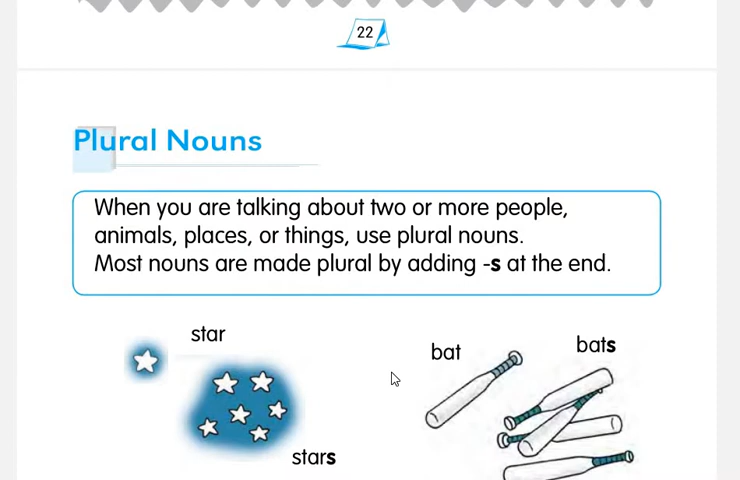 22
Plural Nouns
When you are talking about two or more people,
animals, places, or things, use plural nouns.
Most nouns are made plural by adding -s at the end.
star
stars
bat
bats